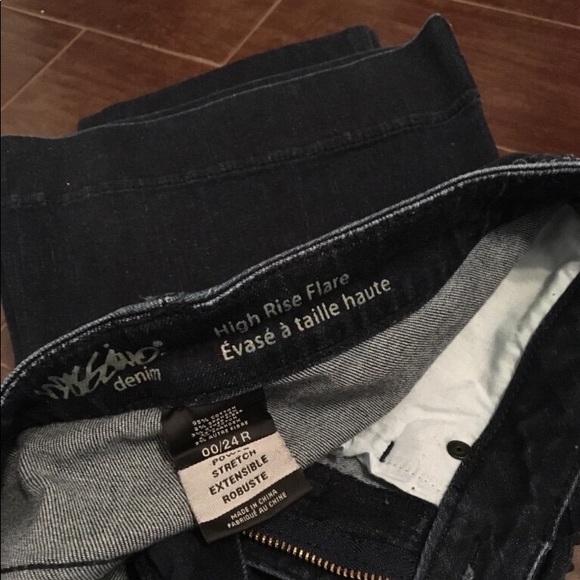 Mossimo
denim
High Rise Flare
Évasé à taille haute
00/24 R
POWER
STRETCH
EXTENSIBLE
ROBUSTE
MADE IN CHINA
FABRIQUÉ AU CHINE